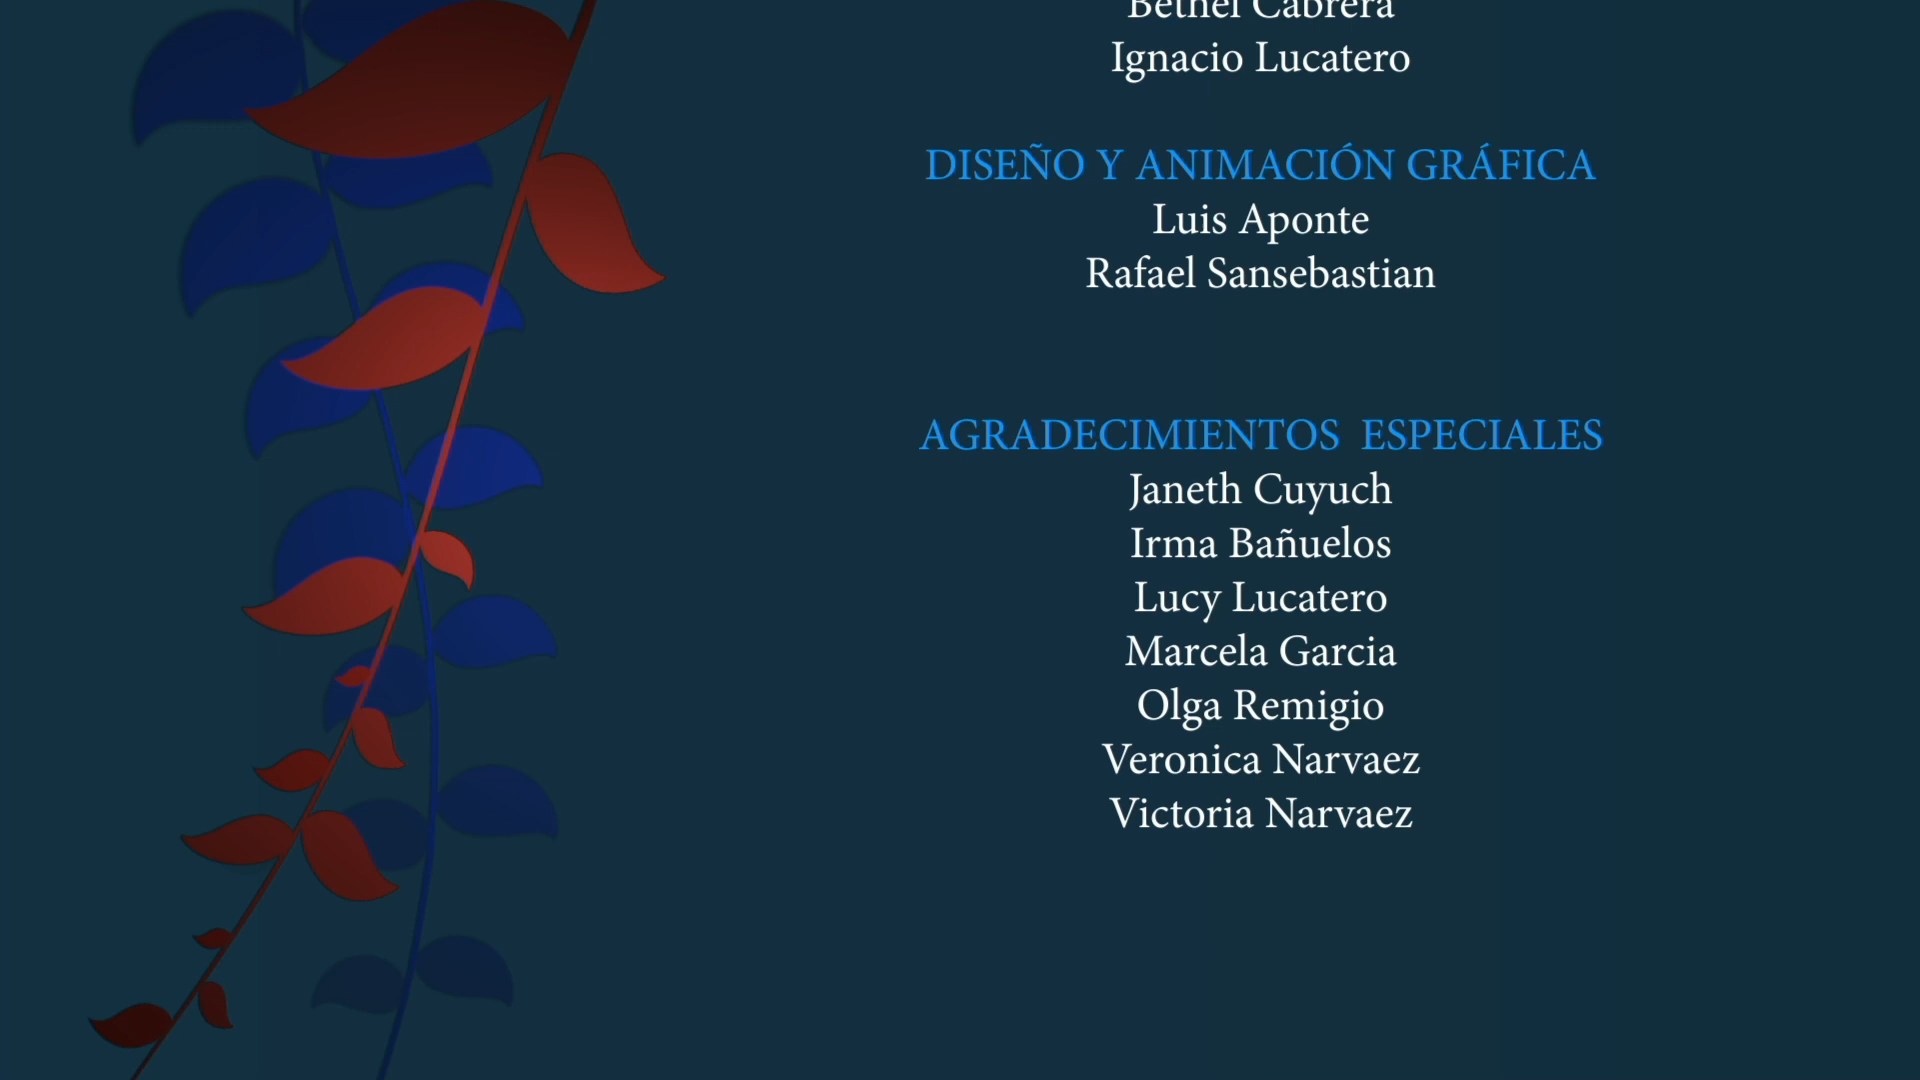 Bethel Cabrera
Ignacio Lucatero
DISEÑO Y ANIMACIÓN GRÁFICA
Luis Aponte
Rafael Sansebastian
AGRADECIMIENTOS ESPECIALES
Janeth Cuyuch
Irma Bañuelos
Lucy Lucatero
Marcela Garcia
Olga Remigio
Veronica Narvaez
Victoria Narvaez